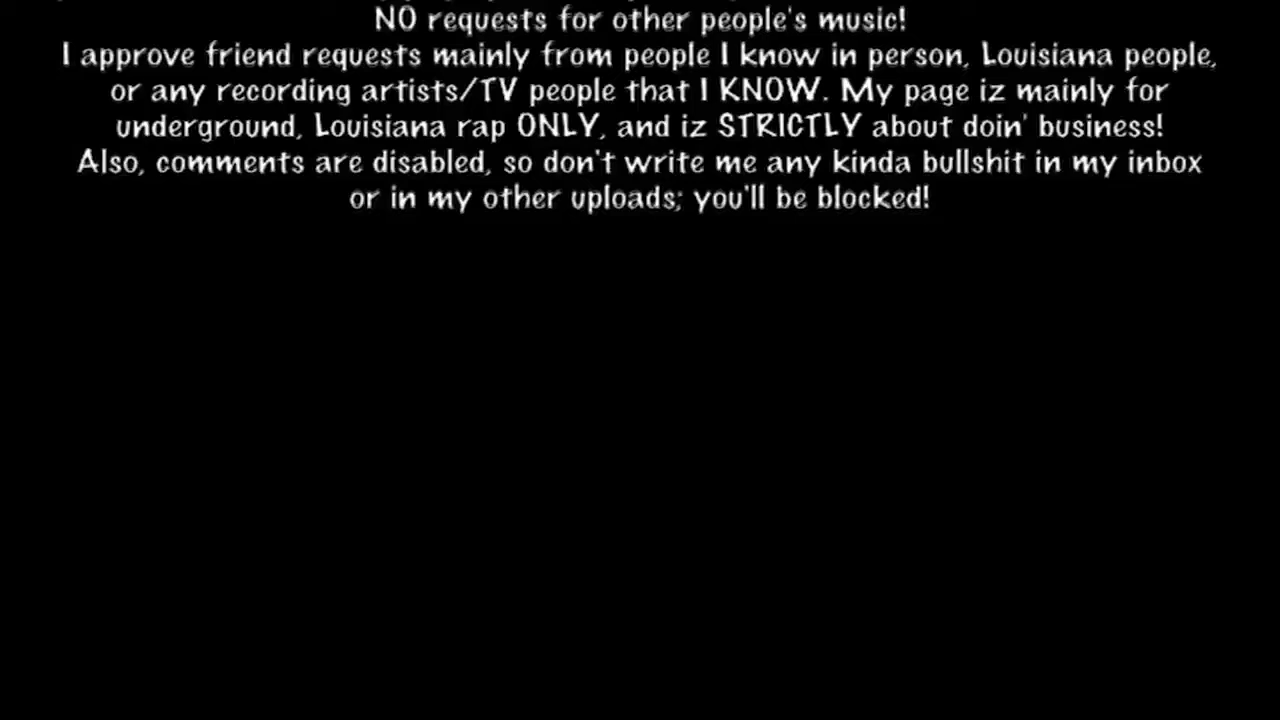 NO requests for other people's music!
I approve friend requests mainly from people I know in person, Louisiana people,
or any recording artists/TV people that I KNOW. My page iz mainly for
underground, Louisiana rap ONLY, and iz STRICTLY about doin' business!
Also, comments are disabled, so don't write me any kinda bullshit in my inbox
or in my other uploads; you'll be blocked!